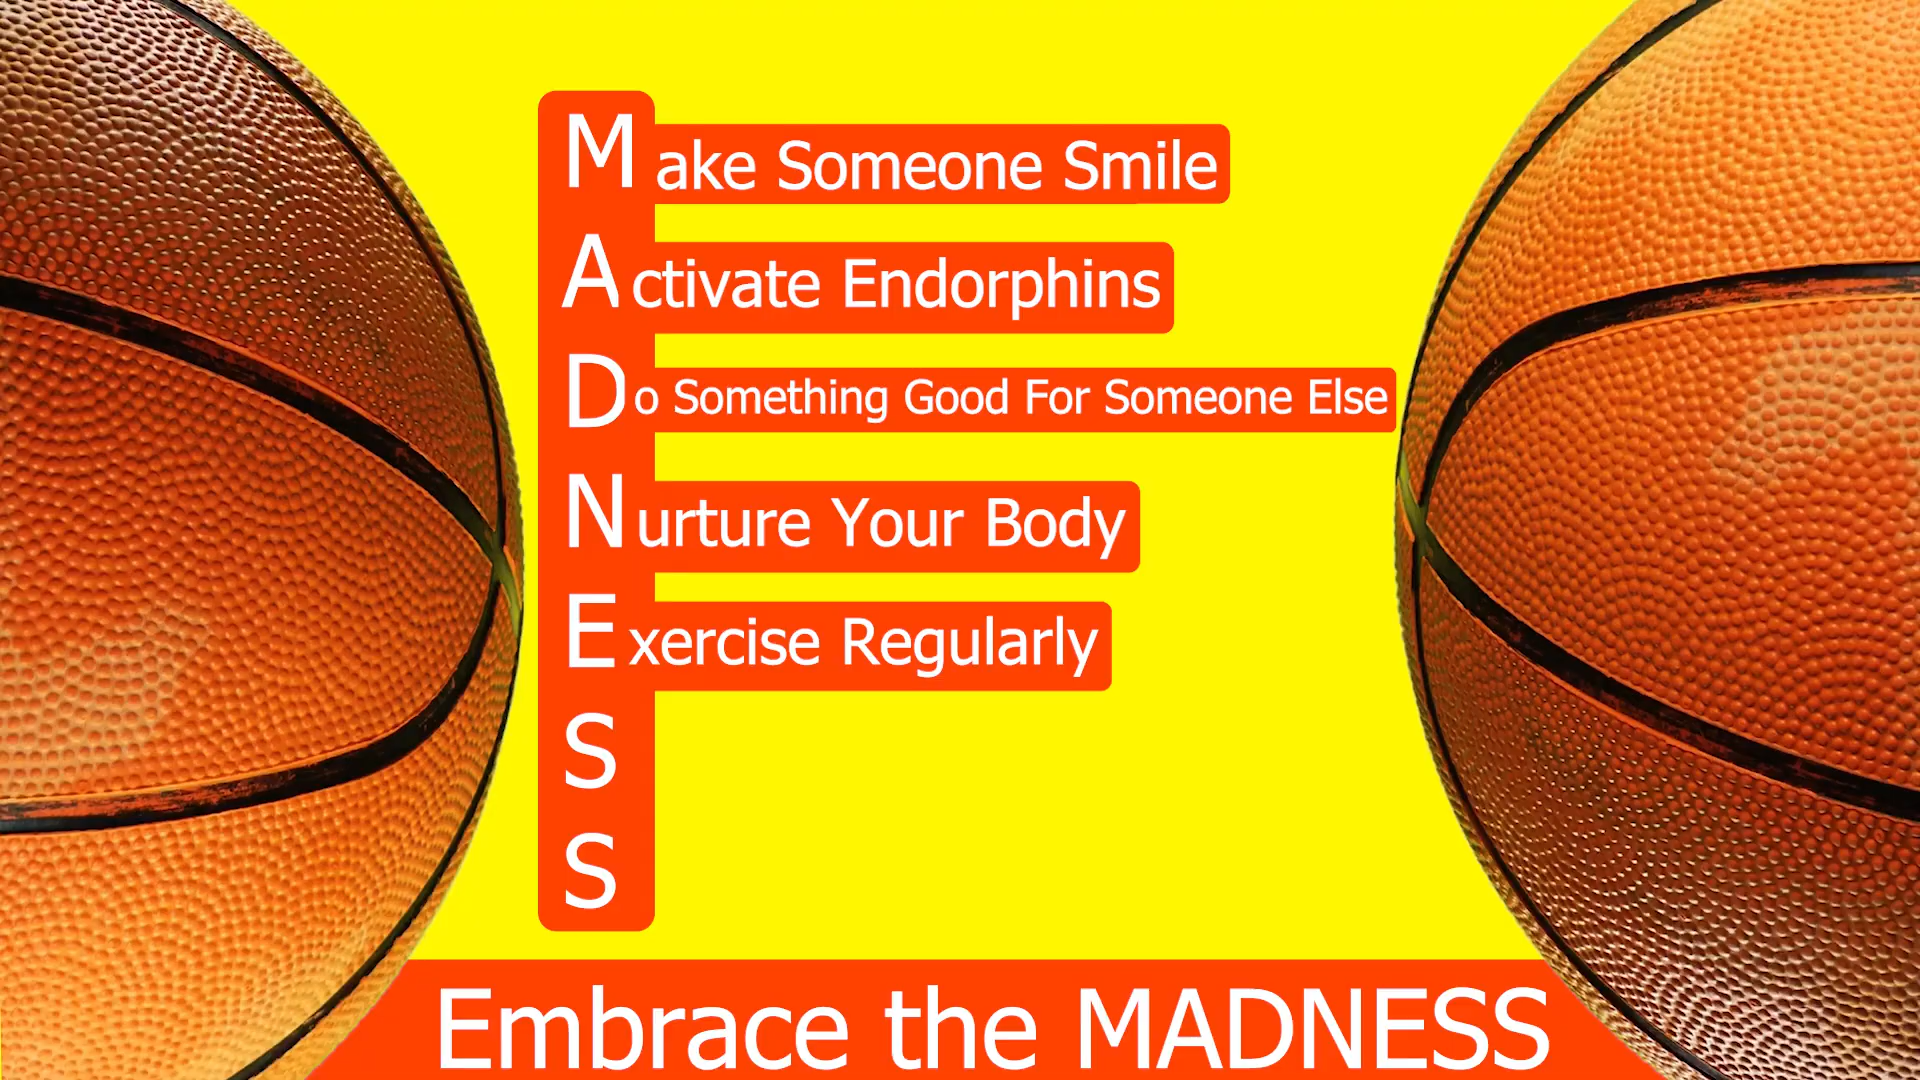 Make Someone Smile
Activate Endorphins
Do Something Good For Someone Else
Nurture Your Body
Exercise Regularly
S
S
Embrace the MADNESS